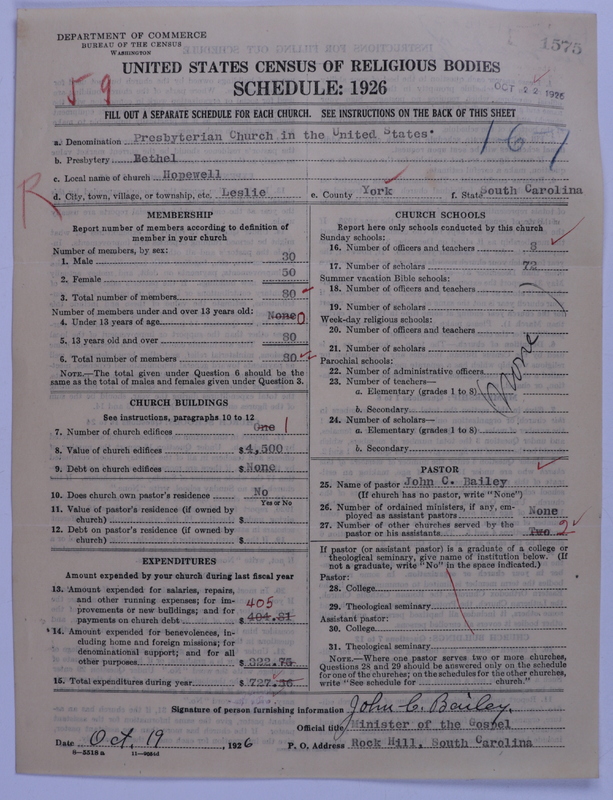 DEPARTMENT OF COMMERCE
BUREAU OF THE CENSUS
WASHINGTON
1575
UNITED STATES CENSUS OF RELIGIOUS BODIES
59
SCHEDULE: 1926
OCT 22 1926
FILL OUT A SEPARATE SCHEDULE FOR EACH CHURCH. SEE INSTRUCTIONS ON THE BACK OF THIS SHEET
a. Denomination Presbyterian Church in the United States.
167
b. Presbytery Bethel
c. Local name of church Hopewell
R
d. City, town, village, or township, etc. Leslie e. County York f. State South Carolina
MEMBERSHIP
Report number of members according to definition of
member in your church
Number of members, by sex:
1. Male 30
2. Female 50
3. Total number of members 80
Number of members under and over 13 years old:
4. Under 13 years of age None 0
5. 13 years old and over 80
6. Total number of members 80
NOTE.—The total given under Question 6 should be
same as the total of males and females given under Question 3.
CHURCH BUILDINGS
See instructions, paragraphs 10 to 12
7. Number of church edifices One 1
8. Value of church edifices $4,500
9. Debt on church edifices $None
10. Does church own pastor's residence No
Yes or No
11. Value of pastor's residence (if owned by
church) $
12. Debt on pastor's residence (if owned by
church) $
EXPENDITURES
Amount expended by your church during last fiscal year
13. Amount expended for salaries, repairs,
and other running expenses; for im-
provements or new buildings; and for
payments on church debt $404.81 405
14. Amount expended for benevolences, in-
cluding home and foreign missions; for
denominational support; and for all
other purposes $322.75
15. Total expenditures during year $727.56
CHURCH SCHOOLS
Report here only schools conducted by this church
Sunday schools:
16. Number of officers and teachers 8
17. Number of scholars 72
Summer vacation Bible schools:
18. Number of officers and teachers
19. Number of scholars
Week-day religious schools:
20. Number of officers and teachers
21. Number of scholars
Parochial schools:
22. Number of administrative officers
23. Number of teachers—
a. Elementary (grades 1 to 8)
b. Secondary
24. Number of scholars—
a. Elementary (grades 1 to 8)
b. Secondary
None
PASTOR
25. Name of pastor John C. Bailey
(If church has no pastor, write "None")
26. Number of ordained ministers, if any, em-
ployed as assistant pastors None
27. Number of other churches served by the
pastor or his assistants Two 2
If pastor (or assistant pastor) is a graduate of a college or
theological seminary, give name of institution below. (If
not a graduate, write "No" in the space indicated.)
Pastor:
28. College
29. Theological seminary
Assistant pastor:
30. College
31. Theological seminary
NOTE.—Where one pastor serves two or more churches,
Questions 28 and 29 should be answered only on the schedule
for one of the churches; on the schedules for the other churches,
write "See schedule for church."
Signature of person furnishing information John C. Bailey
Official title Minister of the Gospel
Date Oct. 19, 1926 P. O. Address Rock Hill, South Carolina